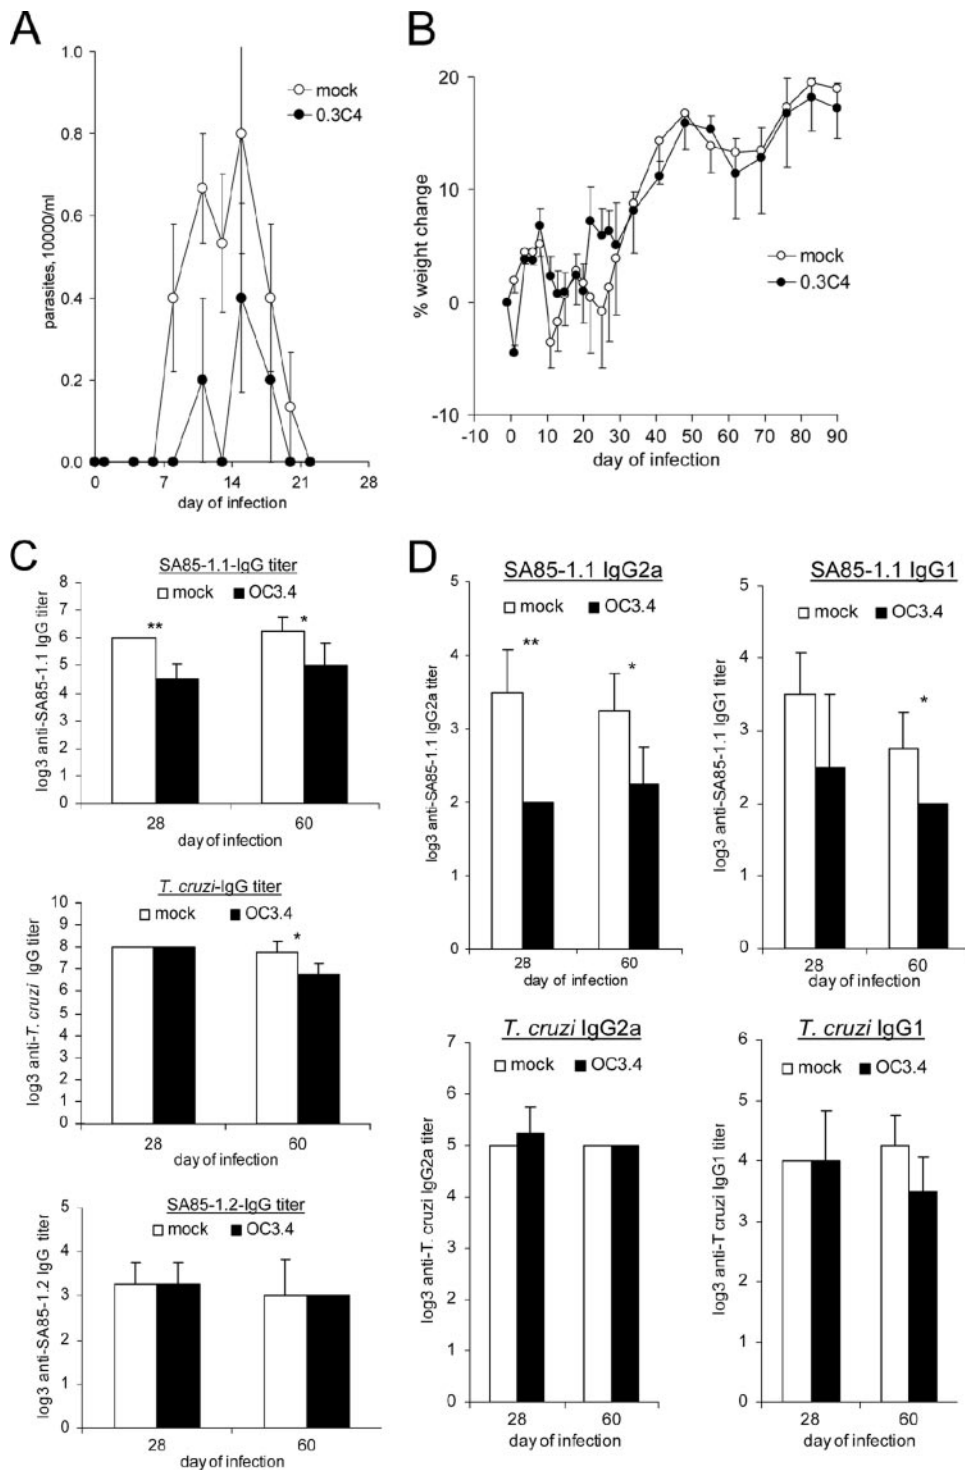 A
parasites,10000/ml
1.0
0.8
0.6
0.4
0.2
0.0
0
7
14
21
28
day of infection
mock
0.3C4
B
% weight change
20
10
0
-10
-10
0
10
20
30
40
50
60
70
80
90
day of infection
mock
0.3C4
C
SA85-1.1-IgG titer
mock
OC3.4
log3 anti-SA85-1.1 IgG titer
8
7
6
5
4
3
2
1
0
**
*
28
60
day of infection
T. cruzi-IgG titer
mock
OC3.4
log3 anti-T. cruzi IgG titer
10
9
8
7
6
5
4
3
2
1
0
*
28
60
day of infection
SA85-1.2-IgG titer
mock
OC3.4
log3 anti-SA85-1.2 IgG titer
5
4
3
2
1
0
28
60
day of infection
D
SA85-1.1 IgG2a
mock
OC3.4
log3 anti-SA85-1.1 IgG2a titer
5
4
3
2
1
0
**
*
28
60
day of infection
SA85-1.1 IgG1
mock
OC3.4
log3 anti-SA85-1.1 IgG1 titer
5
4
3
2
1
0
*
28
60
day of infection
T. cruzi IgG2a
mock
OC3.4
log3 anti-T. cruzi IgG2a titer
7
6
5
4
3
2
1
0
28
60
day of infection
T. cruzi IgG1
mock
OC3.4
log3 anti-T cruzi IgG1 titer
6
5
4
3
2
1
0
28
60
day of infection